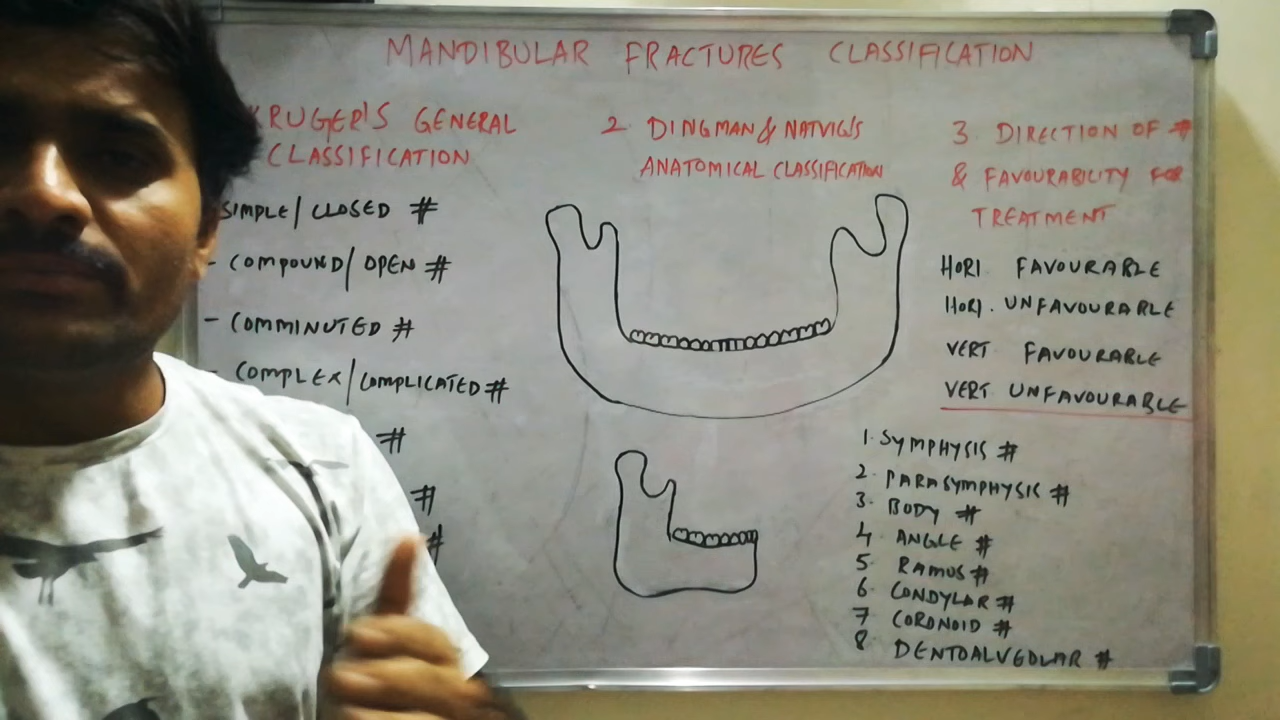 MANDIBULAR FRACTURES CLASSIFICATION
KRUGER'S GENERAL
CLASSIFICATION
SIMPLE/CLOSED #
- COMPOUND/OPEN #
- COMMINUTED #
- COMPLEX/COMPLICATED #
#
#
#
2 DINGMAN & NATVIG'S
ANATOMICAL CLASSIFICATION
3 DIRECTION OF #
& FAVOURABILITY FOR
TREATMENT
HORI. FAVOURABLE
HORI. UNFAVOURABLE
VERT FAVOURABLE
VERT UNFAVOURABLE
1. SYMPHYSIS #
2. PARASYMPHYSIS #
3. BODY #
4 ANGLE #
5 RAMUS #
6 CONDYLAR #
7 CORONOID #
8 DENTOALVEOLAR #